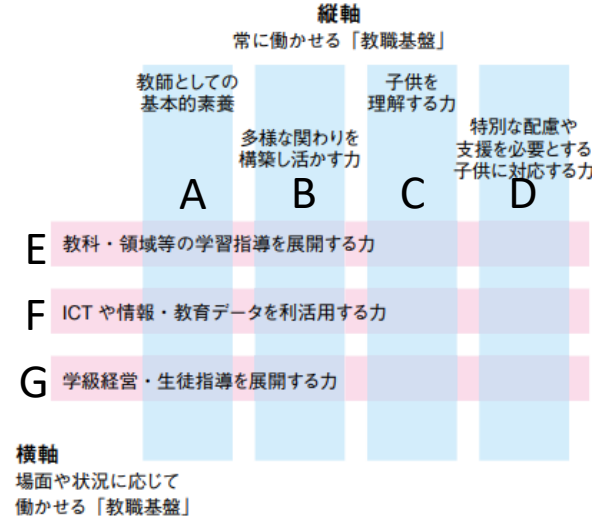 縦軸
常に働かせる「教職基盤」
教師としての
基本的素養
多様な関わりを
構築し活かす力
子供を
理解する力
特別な配慮や
支援を必要とする
子供に対応する力
A
B
C
D
E
教科・領域等の学習指導を展開する力
F
ICTや情報・教育データを利活用する力
G
学級経営・生徒指導を展開する力
横軸
場面や状況に応じて
働かせる「教職基盤」